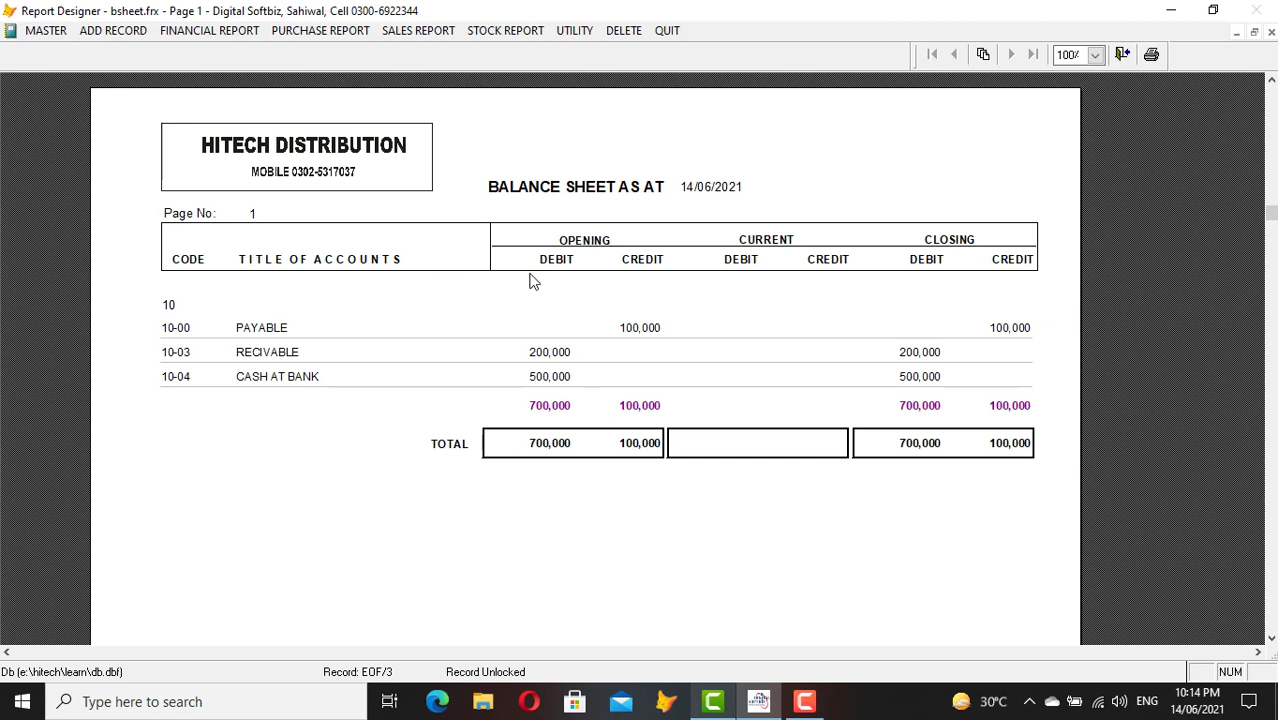 Report Designer - bsheet.frx - Page 1 - Digital Softbiz, Sahiwal, Cell 0300-6922344
MASTER ADD RECORD FINANCIAL REPORT PURCHASE REPORT SALES REPORT STOCK REPORT UTILITY DELETE QUIT
100%
HITECH DISTRIBUTION
MOBILE 0302-5317037
BALANCE SHEET AS AT 14/06/2021
Page No: 1
OPENING CURRENT CLOSING
CODE TITLE OF ACCOUNTS DEBIT CREDIT DEBIT CREDIT DEBIT CREDIT
10
10-00 PAYABLE 100,000 100,000
10-03 RECIVABLE 200,000 200,000
10-04 CASH AT BANK 500,000 500,000
700,000 100,000 700,000 100,000
TOTAL 700,000 100,000 700,000 100,000
Db (e:\hitech\learn\db.dbf) Record: EOF/3 Record Unlocked NUM
Type here to search 30°C ENG 10:14 PM
14/06/2021